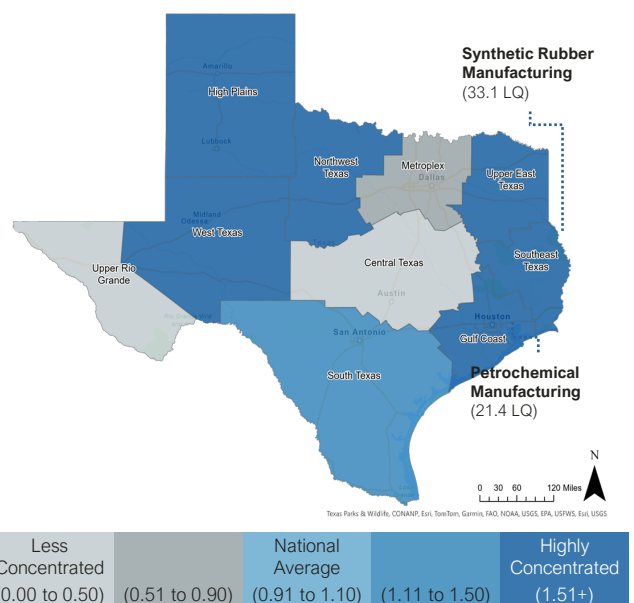 Synthetic Rubber
Manufacturing
(33.1 LQ)
Amarillo
High Plains
Lubbock
Northwest
Texas
Metroplex
Dallas
Upper East
Texas
Midland
Odessa
West Texas
Texas
Southeast
Texas
Upper Rio
Grande
Central Texas
Austin
Houston
Gulf Coast
San Antonio
South Texas
Petrochemical
Manufacturing
(21.4 LQ)
N
0 30 60 120 Miles
Texas Parks & Wildlife, CONANP, Esri, TomTom, Garmin, FAO, NOAA, USGS, EPA, USFWS, Esri, USGS
Less
Concentrated
(0.00 to 0.50)
(0.51 to 0.90)
National
Average
(0.91 to 1.10)
(1.11 to 1.50)
Highly
Concentrated
(1.51+)